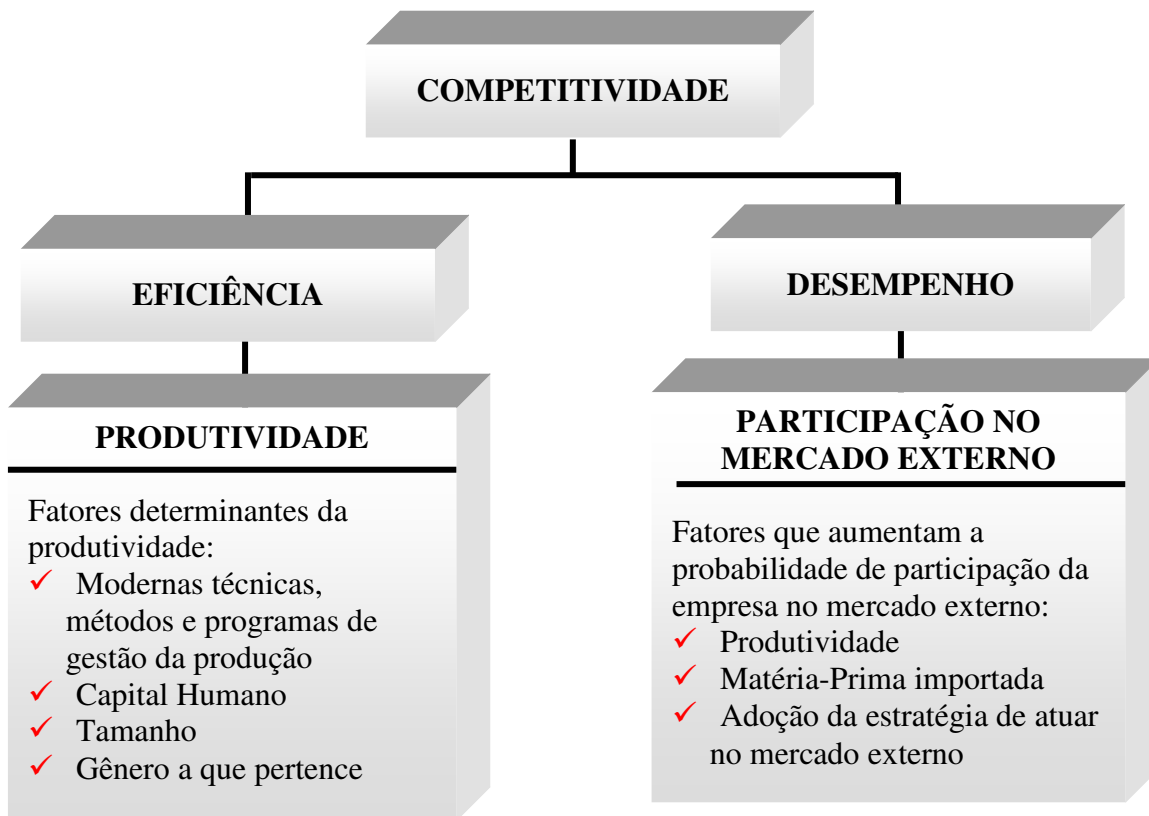 COMPETITIVIDADE
EFICIÊNCIA
DESEMPENHO
PRODUTIVIDADE
Fatores determinantes da
produtividade:
✓ Modernas técnicas,
métodos e programas de
gestão da produção
✓ Capital Humano
✓ Tamanho
✓ Gênero a que pertence
PARTICIPAÇÃO NO
MERCADO EXTERNO
Fatores que aumentam a
probabilidade de participação da
empresa no mercado externo:
✓ Produtividade
✓ Matéria-Prima importada
✓ Adoção da estratégia de atuar
no mercado externo